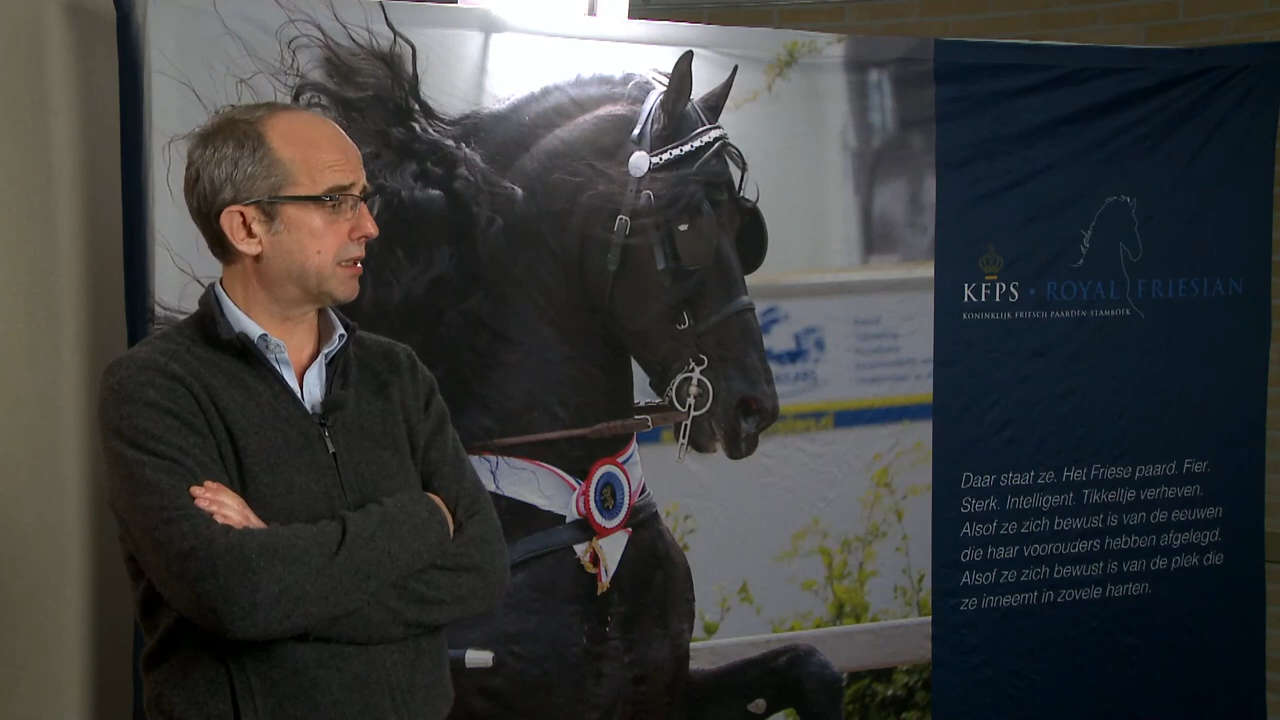 KFPS • ROYAL FRIESIAN
KONINKLIJK FRIESCH PAARDEN-STAMBOEK
Daar staat ze. Het Friese paard. Fier.
Sterk. Intelligent. Tikkeltje verheven.
Alsof ze zich bewust is van de eeuwen
die haar voorouders hebben afgelegd.
Alsof ze zich bewust is van de plek die
ze inneemt in zovele harten.